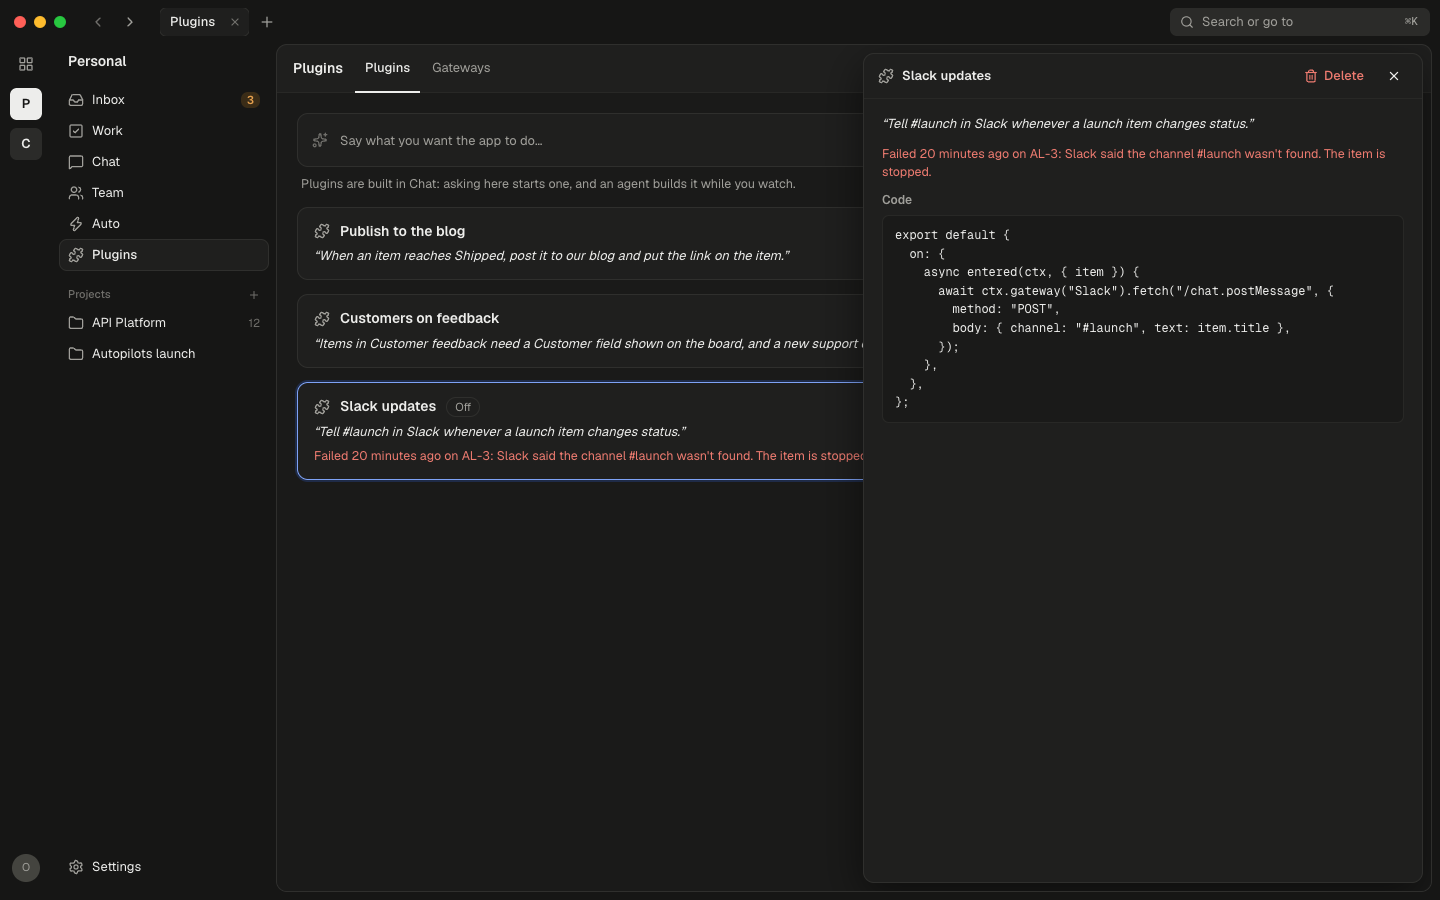 Plugins
Search or go to
⌘K
P
C
O
Personal
Inbox
3
Work
Chat
Team
Auto
Plugins
Projects
API Platform
12
Autopilots launch
Settings
Plugins
Plugins
Gateways
Say what you want the app to do…
Plugins are built in Chat: asking here starts one, and an agent builds it while you watch.
Publish to the blog
“When an item reaches Shipped, post it to our blog and put the link on the item.”
Customers on feedback
“Items in Customer feedback need a Customer field shown on the board, and a new support
Slack updates
Off
“Tell #launch in Slack whenever a launch item changes status.”
Failed 20 minutes ago on AL-3: Slack said the channel #launch wasn't found. The item is stopped
Slack updates
Delete
“Tell #launch in Slack whenever a launch item changes status.”
Failed 20 minutes ago on AL-3: Slack said the channel #launch wasn't found. The item is
stopped.
Code
export default {
  on: {
    async entered(ctx, { item }) {
      await ctx.gateway("Slack").fetch("/chat.postMessage", {
        method: "POST",
        body: { channel: "#launch", text: item.title },
      });
    },
  },
};